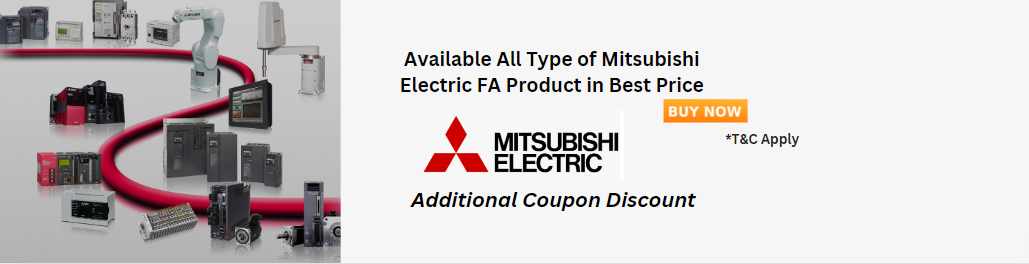 Available All Type of Mitsubishi
Electric FA Product in Best Price
BUY NOW
*T&C Apply
MITSUBISHI
ELECTRIC
Additional Coupon Discount